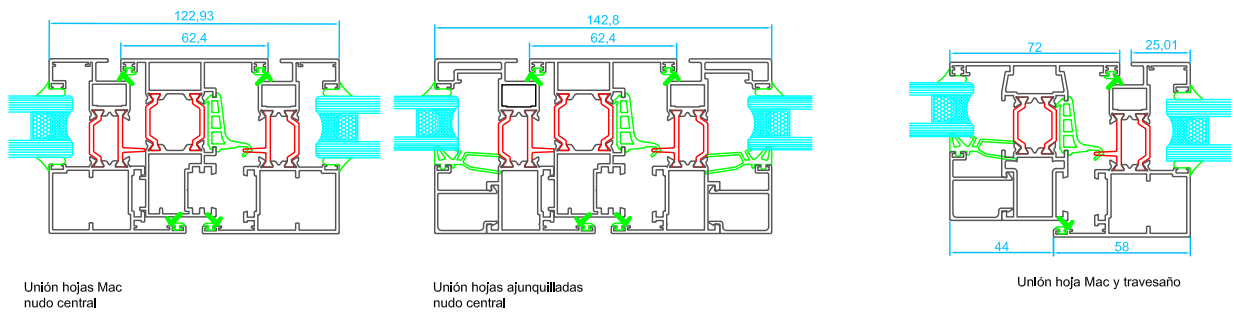 122,93
62,4
142,8
62,4
72
25,01
44
58
Unión hojas Mac
nudo central
Unión hojas ajunquilladas
nudo central
Unión hoja Mac y travesaño